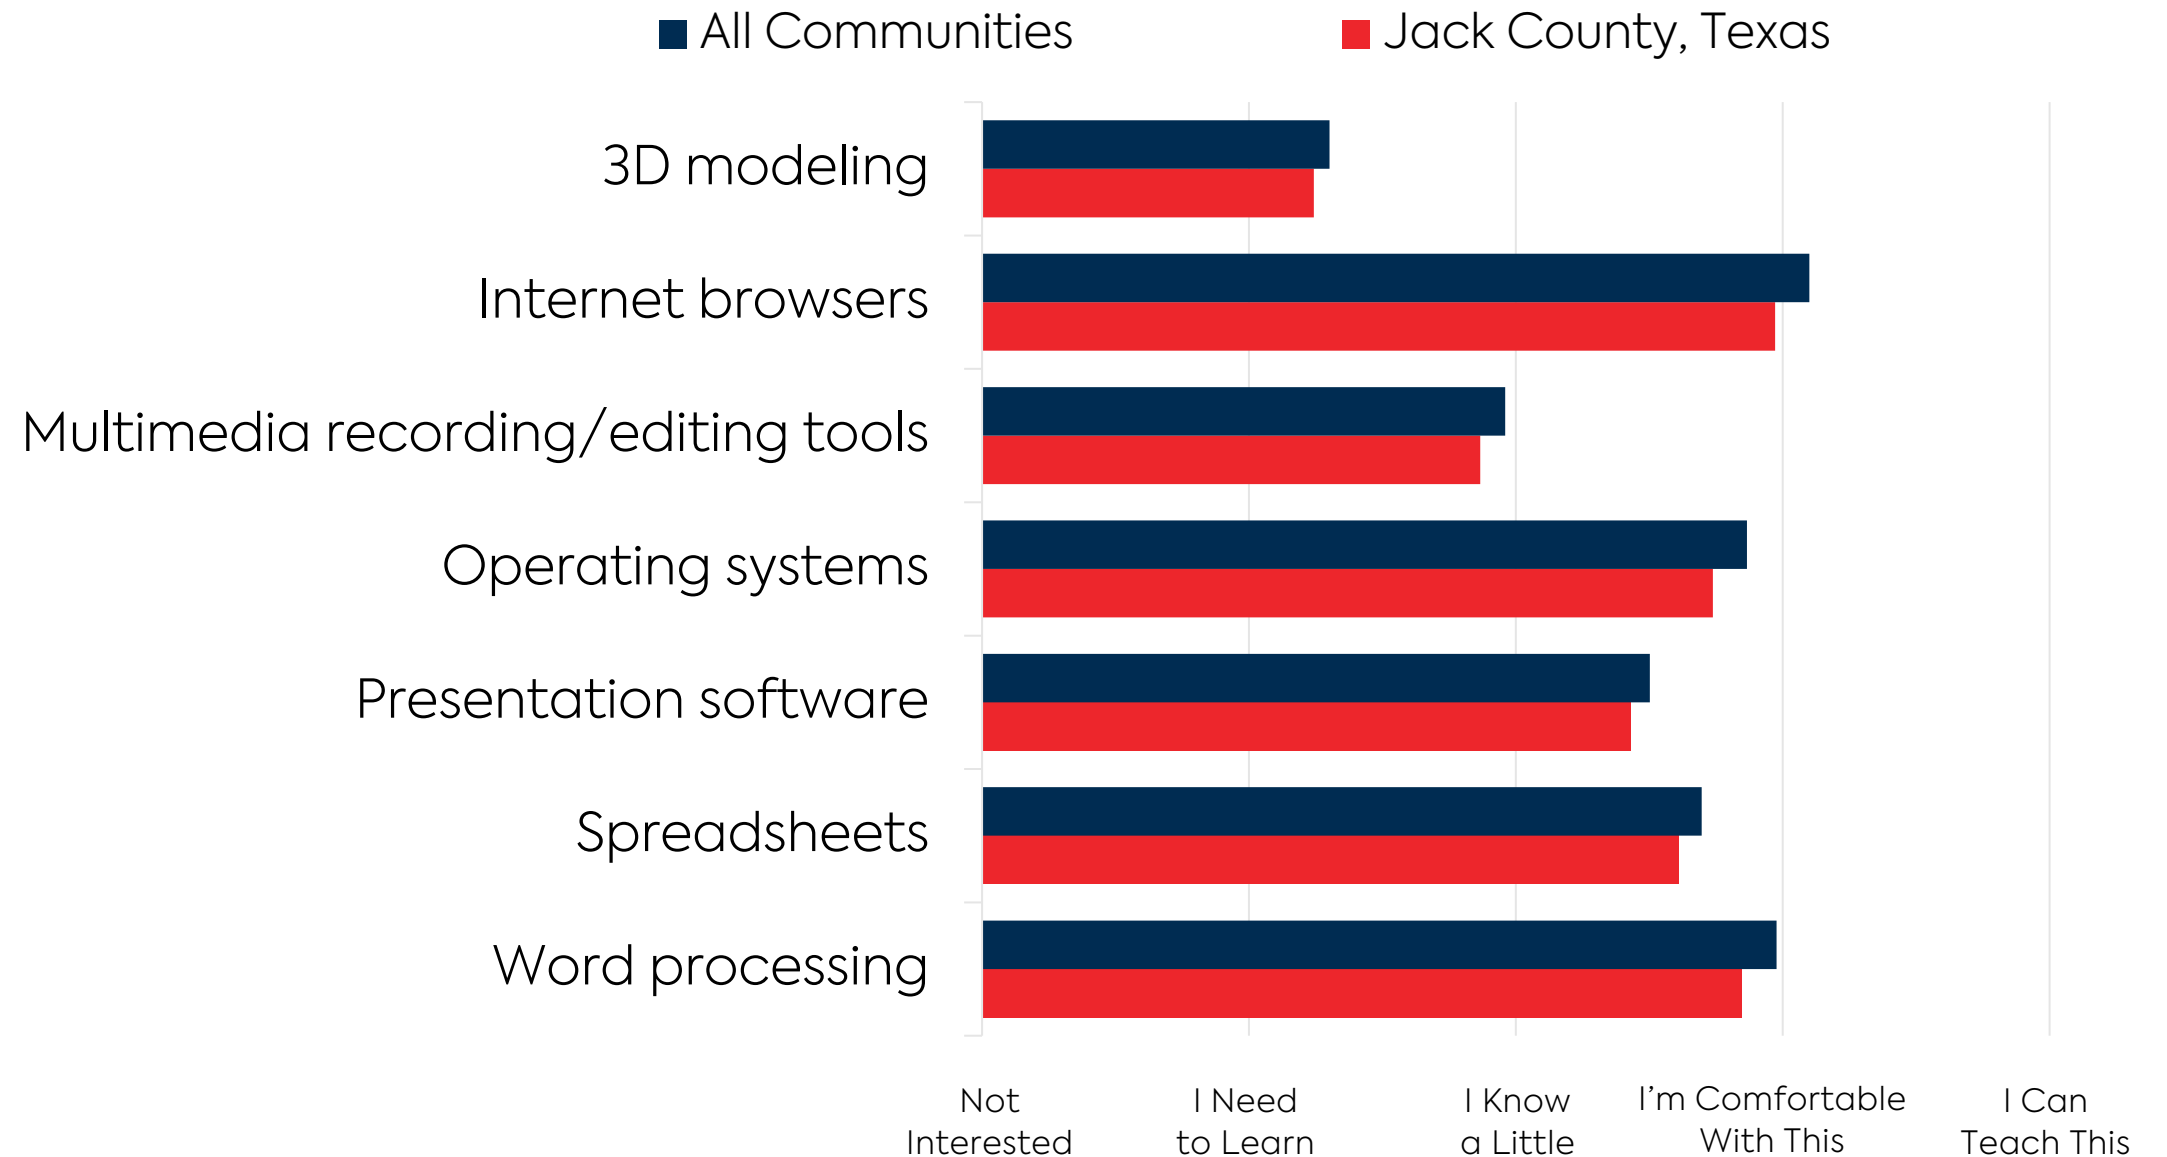 All Communities
Jack County, Texas
3D modeling
Internet browsers
Multimedia recording/editing tools
Operating systems
Presentation software
Spreadsheets
Word processing
Not
Interested
I Need
to Learn
I Know
a Little
I'm Comfortable
With This
I Can
Teach This